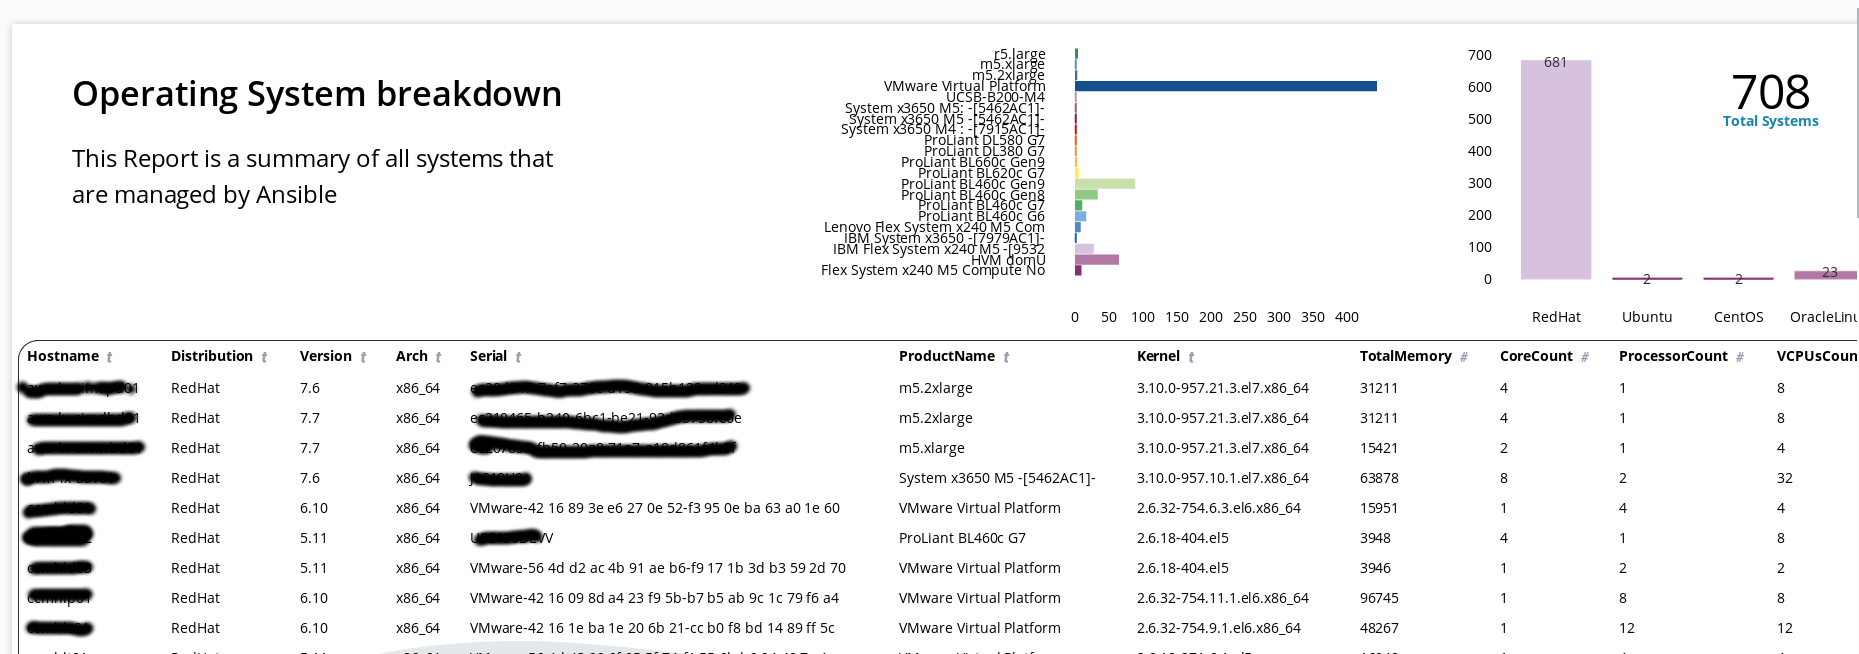 Operating System breakdown
This Report is a summary of all systems that
are managed by Ansible
r5.large
m5.xlarge
m5.2xlarge
VMware Virtual Platform
UCSB-B200-M4
System x3650 M5: -[5462AC1]-
System x3650 M5 -[5462AC1]-
System x3650 M4 : -[7915AC1]-
ProLiant DL580 G7
ProLiant DL380 G7
ProLiant BL660c Gen9
ProLiant BL620c G7
ProLiant BL460c Gen9
ProLiant BL460c Gen8
ProLiant BL460c G7
ProLiant BL460c G6
Lenovo Flex System x240 M5 Com
IBM System x3650 -[7979AC1]-
IBM Flex System x240 M5 -[9532
HVM domU
Flex System x240 M5 Compute No
0 50 100 150 200 250 300 350 400
700
600
500
400
300
200
100
0
681
2
2
23
RedHat Ubuntu CentOS OracleLinu
708
Total Systems
Hostname t Distribution t Version t Arch t Serial t ProductName t Kernel t TotalMemory # CoreCount # ProcessorCount # VCPUsCoun
RedHat 7.6 x86_64 m5.2xlarge 3.10.0-957.21.3.el7.x86_64 31211 4 1 8
RedHat 7.7 x86_64 m5.2xlarge 3.10.0-957.21.3.el7.x86_64 31211 4 1 8
RedHat 7.7 x86_64 m5.xlarge 3.10.0-957.21.3.el7.x86_64 15421 2 1 4
RedHat 7.6 x86_64 System x3650 M5 -[5462AC1]- 3.10.0-957.10.1.el7.x86_64 63878 8 2 32
RedHat 6.10 x86_64 VMware-42 16 89 3e e6 27 0e 52-f3 95 0e ba 63 a0 1e 60 VMware Virtual Platform 2.6.32-754.6.3.el6.x86_64 15951 1 4 4
RedHat 5.11 x86_64 ProLiant BL460c G7 2.6.18-404.el5 3948 4 1 8
RedHat 5.11 x86_64 VMware-56 4d d2 ac 4b 91 ae b6-f9 17 1b 3d b3 59 2d 70 VMware Virtual Platform 2.6.18-404.el5 3946 1 2 2
RedHat 6.10 x86_64 VMware-42 16 09 8d a4 23 f9 5b-b7 b5 ab 9c 1c 79 f6 a4 VMware Virtual Platform 2.6.32-754.11.1.el6.x86_64 96745 1 8 8
RedHat 6.10 x86_64 VMware-42 16 1e ba 1e 20 6b 21-cc b0 f8 bd 14 89 ff 5c VMware Virtual Platform 2.6.32-754.9.1.el6.x86_64 48267 1 12 12